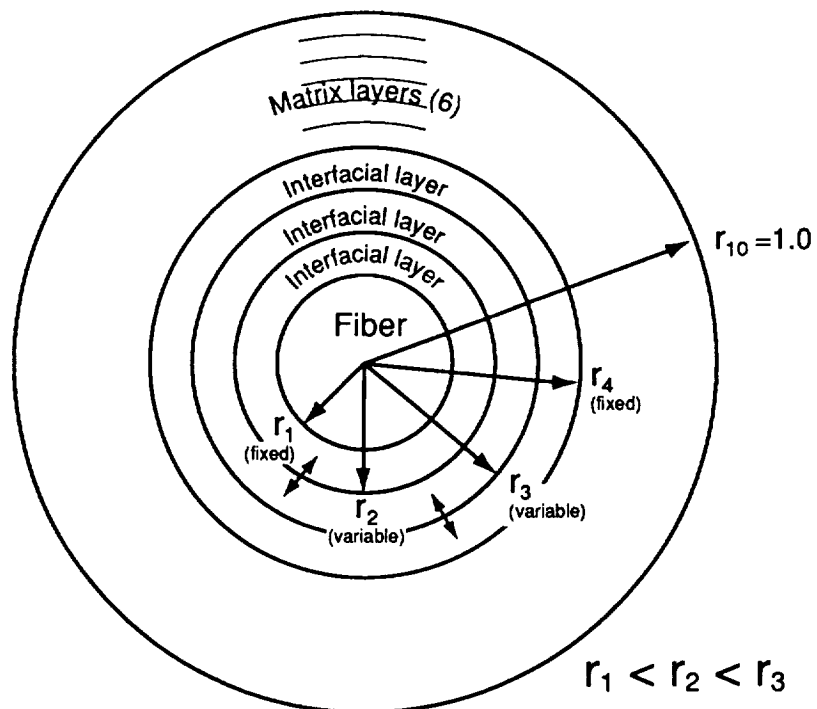 Matrix layers (6)
Interfacial layer
Interfacial layer
Interfacial layer
Fiber
r10 =1.0
r4
(fixed)
r1
(fixed)
r2
(variable)
r3
(variable)
r1 < r2 < r3